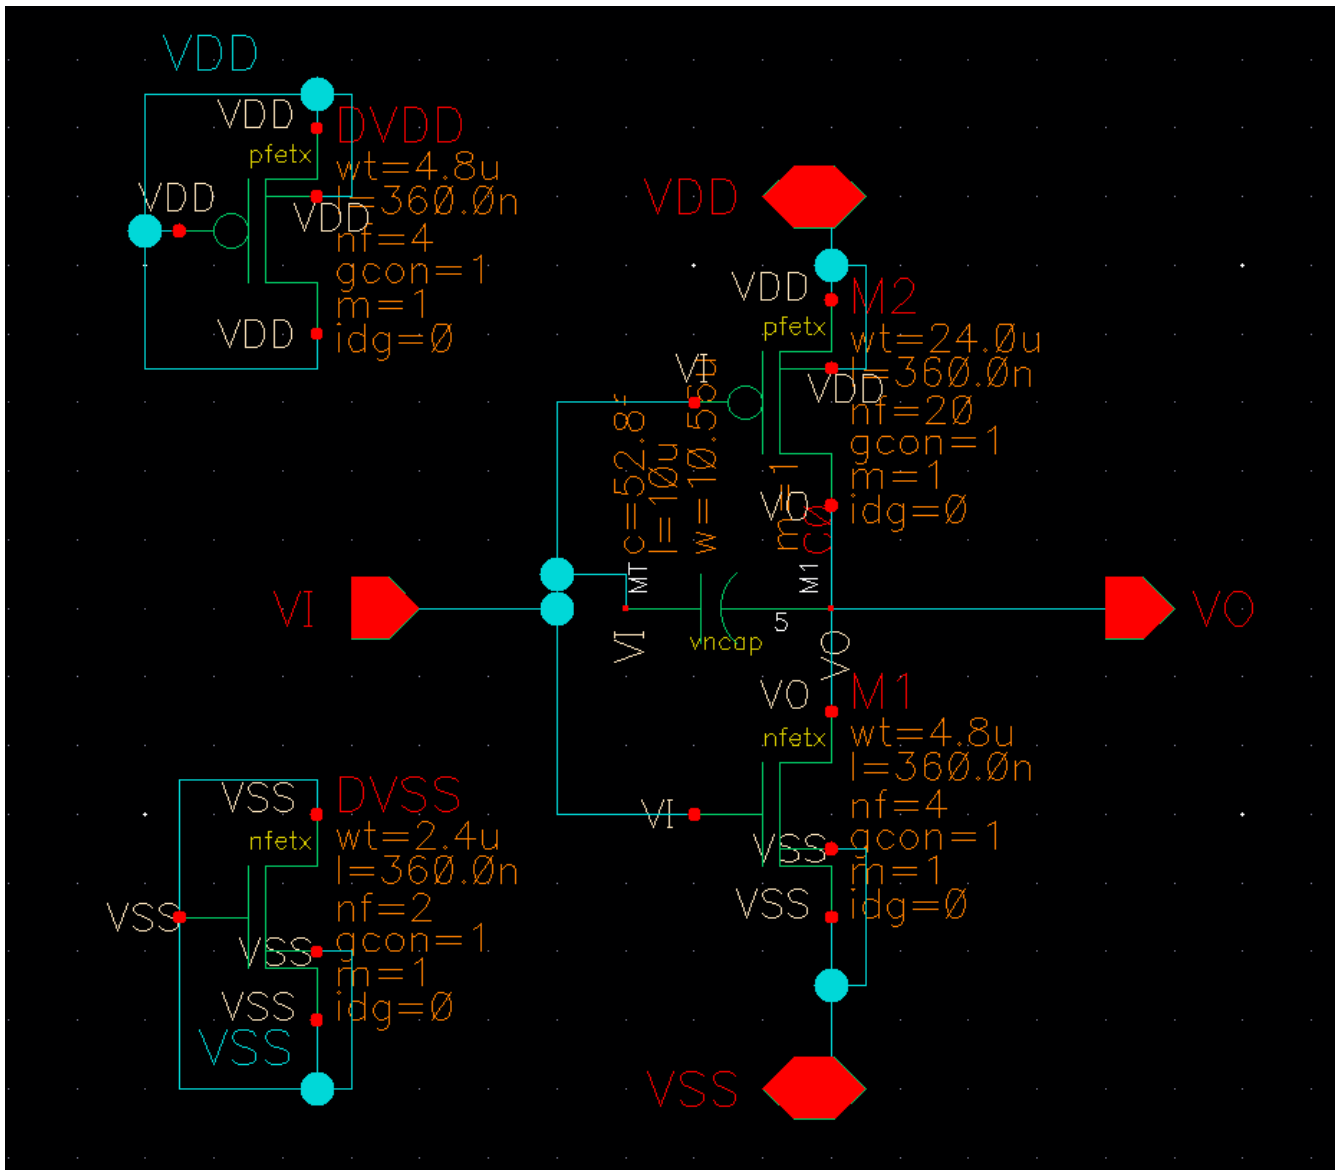 VDD
VDD
DVDD
pfetx
wt=4.8u
VDD
l=360.0n
VDD
nf=4
gcon=1
m=1
VDD
idg=0
VDD
VDD
M2
pfetx
wt=24.0u
VI
l=360.0n
VDD
nf=20
gcon=1
m=1
VO
idg=0
c=52.8f
l=10u
m=1
C0
MT
M1
VI
5
vncap
VI
VO
VO
VO
M1
nfetx
wt=4.8u
l=360.0n
nf=4
VI
gcon=1
VSS
m=1
VSS
idg=0
VSS
DVSS
nfetx
wt=2.4u
l=360.0n
nf=2
VSS
gcon=1
VSS
m=1
VSS
idg=0
VSS
VSS